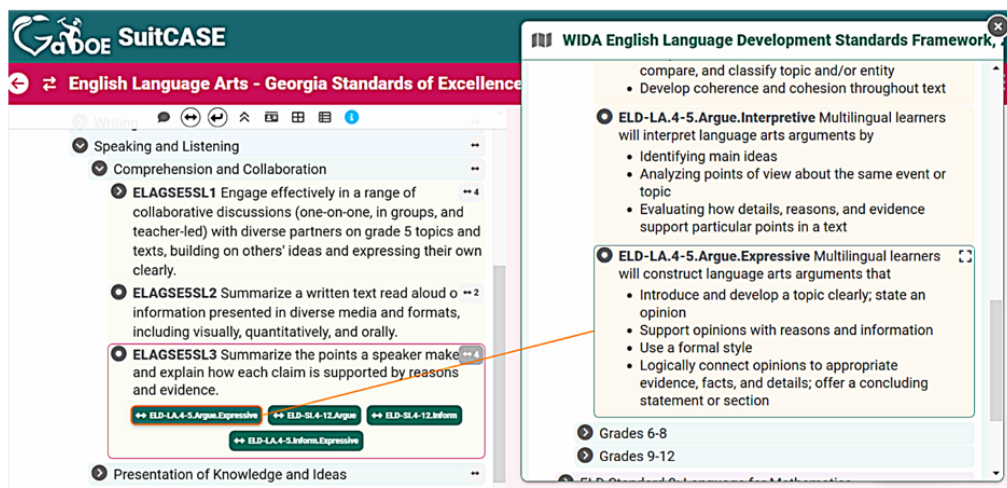 GaDOE SuitCASE
English Language Arts - Georgia Standards of Excellence
Writing
Speaking and Listening
Comprehension and Collaboration
ELAGSE5SL1 Engage effectively in a range of
collaborative discussions (one-on-one, in groups, and
teacher-led) with diverse partners on grade 5 topics and
texts, building on others' ideas and expressing their own
clearly.
4
ELAGSE5SL2 Summarize a written text read aloud o
information presented in diverse media and formats,
including visually, quantitatively, and orally.
2
ELAGSE5SL3 Summarize the points a speaker make
and explain how each claim is supported by reasons
and evidence.
4
ELD-LA.4-5.Argue.Expressive
ELD-SI.4-12.Argue
ELD-SI.4-12.Inform
ELD-LA.4-5.Inform.Expressive
Presentation of Knowledge and Ideas
WIDA English Language Development Standards Framework,
compare, and classify topic and/or entity
• Develop coherence and cohesion throughout text
ELD-LA.4-5.Argue.Interpretive Multilingual learners
will interpret language arts arguments by
• Identifying main ideas
• Analyzing points of view about the same event or
topic
• Evaluating how details, reasons, and evidence
support particular points in a text
ELD-LA.4-5.Argue.Expressive Multilingual learners
will construct language arts arguments that
• Introduce and develop a topic clearly; state an
opinion
• Support opinions with reasons and information
• Use a formal style
• Logically connect opinions to appropriate
evidence, facts, and details; offer a concluding
statement or section
Grades 6-8
Grades 9-12
ELD Standard 3: Language for Mathematics